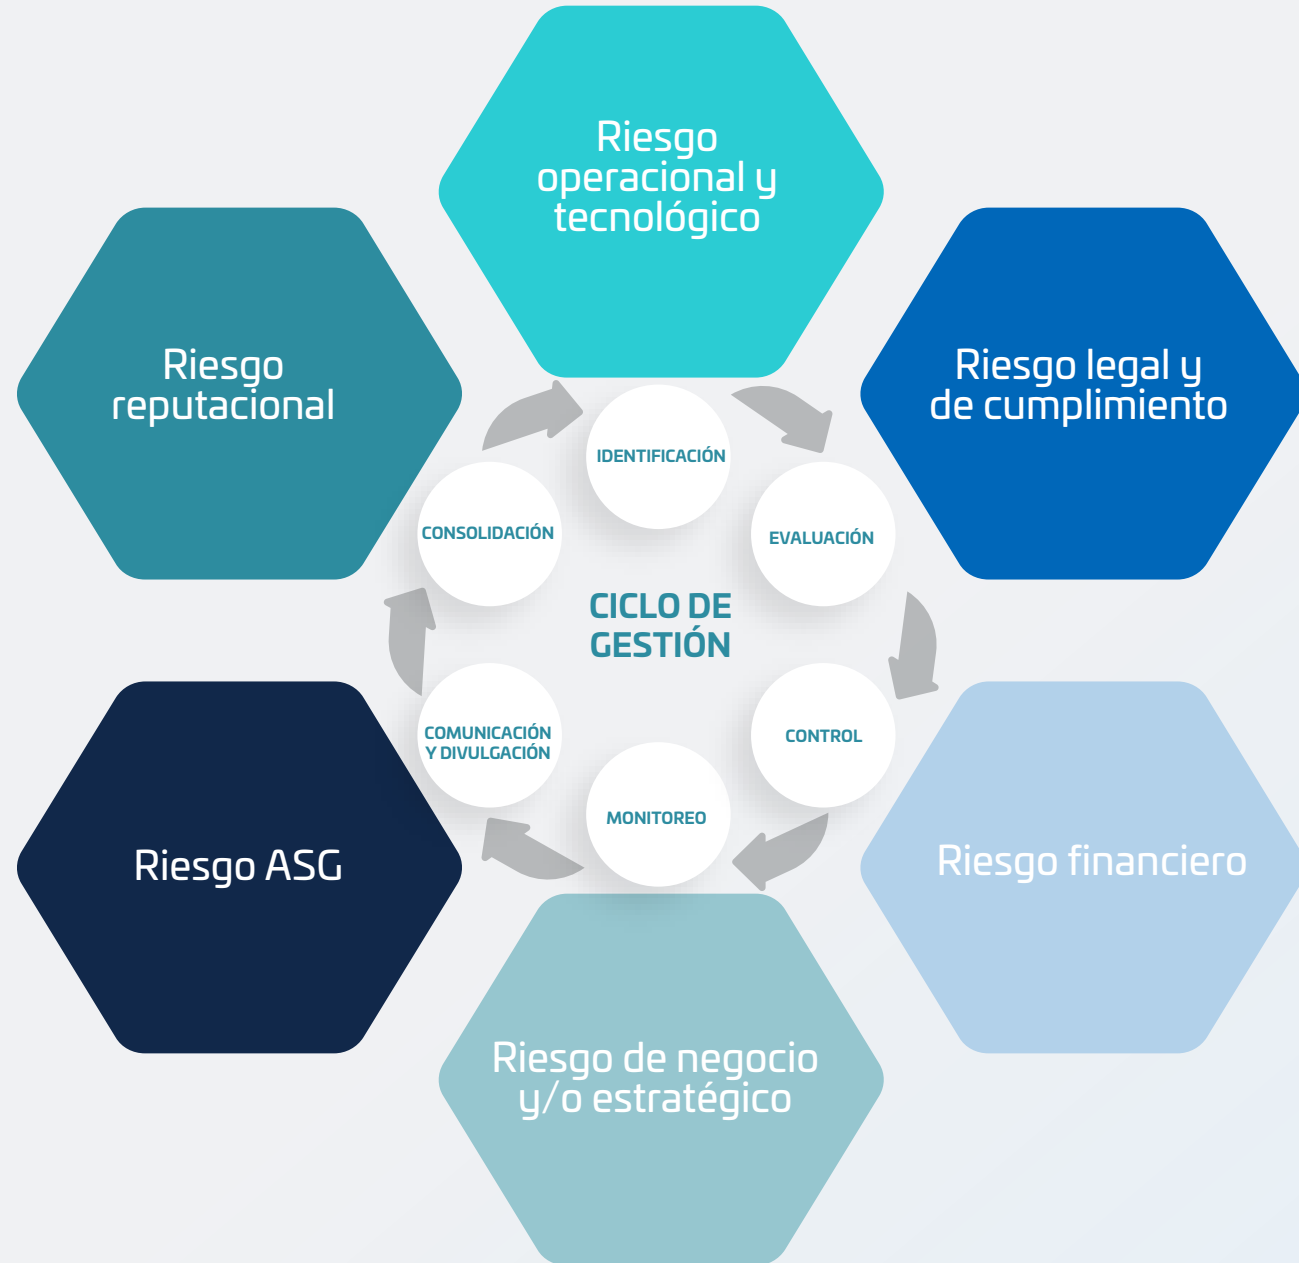 Riesgo
operacional y
tecnológico
Riesgo
reputacional
Riesgo legal y
de cumplimiento
IDENTIFICACIÓN
CONSOLIDACIÓN
EVALUACIÓN
CICLO DE
GESTIÓN
COMUNICACIÓN
Y DIVULGACIÓN
CONTROL
MONITOREO
Riesgo ASG
Riesgo financiero
Riesgo de negocio
y/o estratégico